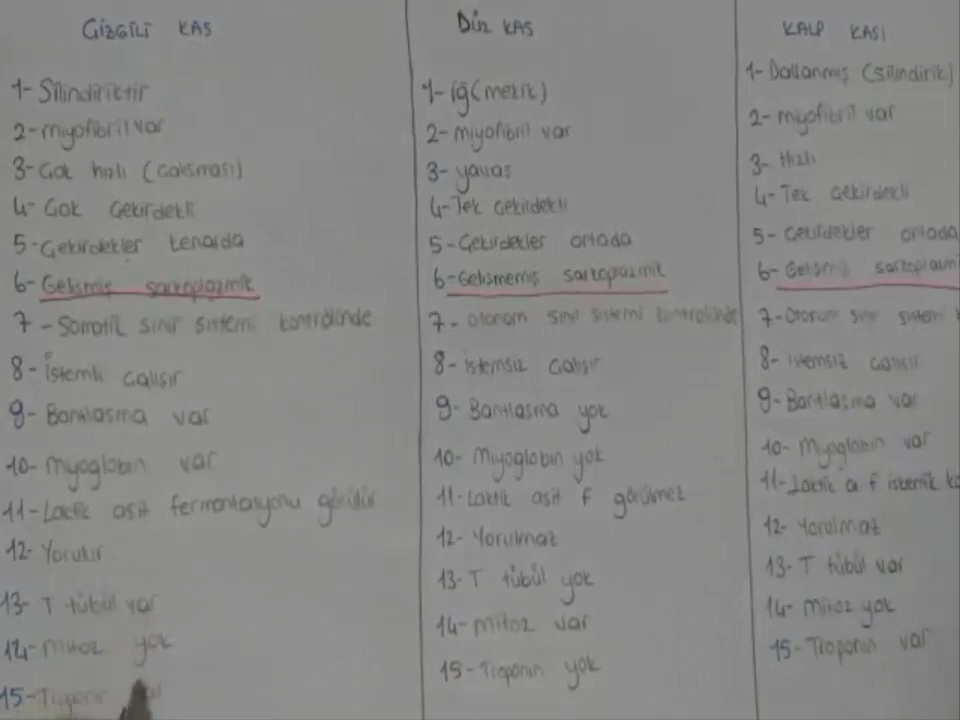 Çizgili KAS
1- Silindiriktir
2- miyofibril var
3- Çok hızlı (çalışması)
4- Çok Çekirdekli
5- Çekirdekler kenarda
6- Gelişmiş sarkoplazmik
7- Somatik sinir sistemi kontrolünde
8- İstemli çalışır
9- Bantlaşma var
10- Myoglobin var
11- Laktik asit fermantasyonu görülür
12- Yorulur
13- T tübül var
14- Mitoz yok
15- Troponin var
DÜZ KAS
1- iğ (mekik)
2- miyofibril var
3- yavaş
4- Tek çekirdekli
5- Çekirdekler ortada
6- Gelişmemiş sarkoplazmik
7- otonom sinir sistemi kontrolünde
8- istemsiz çalışır
9- Bantlaşma yok
10- Miyoglobin yok
11- Laktik asit F görülmez
12- Yorulmaz
13- T tübül yok
14- Mitoz var
15- Troponin yok
KALP KASI
1- Dallanmış (silindirik)
2- miyofibril var
3- Hızlı
4- Tek çekirdekli
5- Çekirdekler ortada
6- Gelişmiş
7- Otonom sinir sistemi
8- istemsiz çalışır
9- Bantlaşma var
10- Myoglobin var
11- Laktik a f
12- Yorulmaz
13- T tübül var
14- Mitoz yok
15- Troponin var